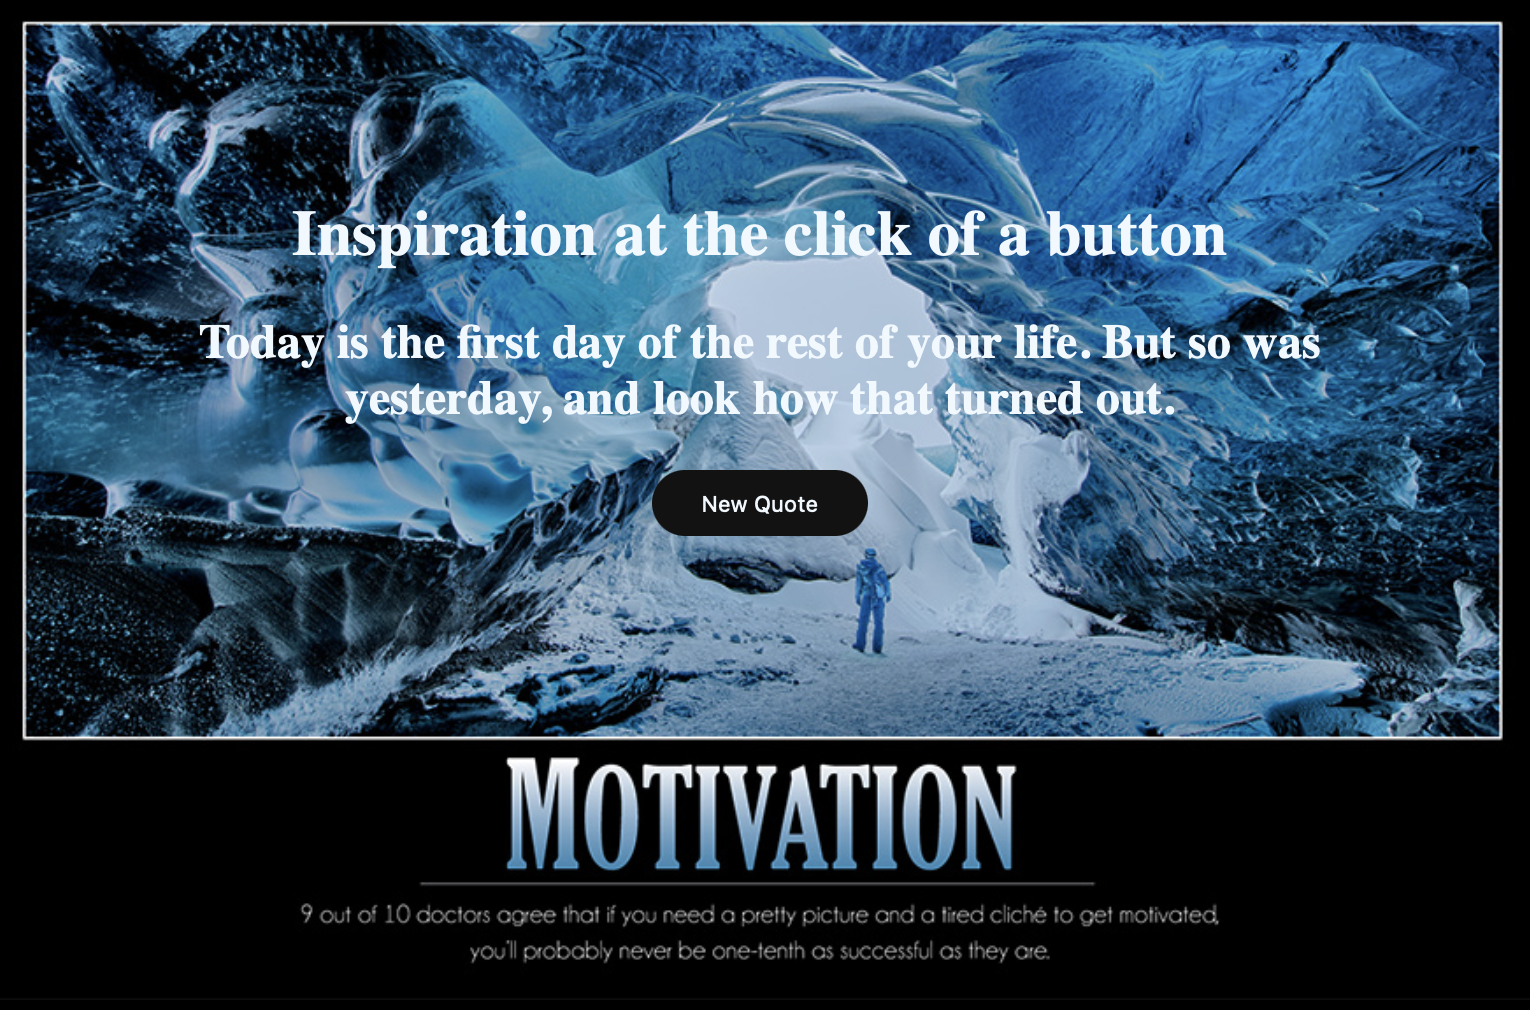 Inspiration at the click of a button
Today is the first day of the rest of your life. But so was
yesterday, and look how that turned out.
New Quote
MOTIVATION
9 out of 10 doctors agree that if you need a pretty picture and a tired cliché to get motivated,
you'll probably never be one-tenth as successful as they are.